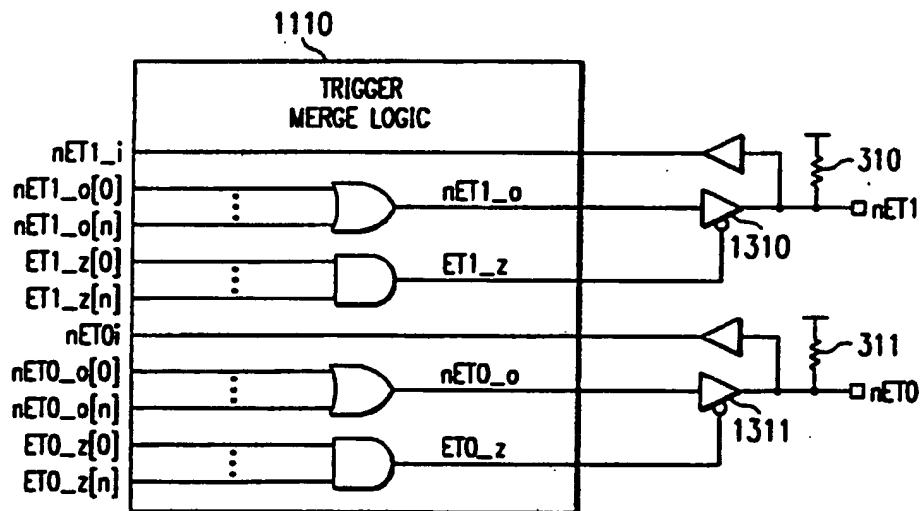 1110
TRIGGER
MERGE LOGIC
nET1_i
nET1_o[0]
nET1_o[n]
ET1_z[0]
ET1_z[n]
nET0i
nET0_o[0]
nET0_o[n]
ET0_z[0]
ET0_z[n]
nET1_o
ET1_z
nET0_o
ET0_z
310
nET1
1310
311
nET0
1311